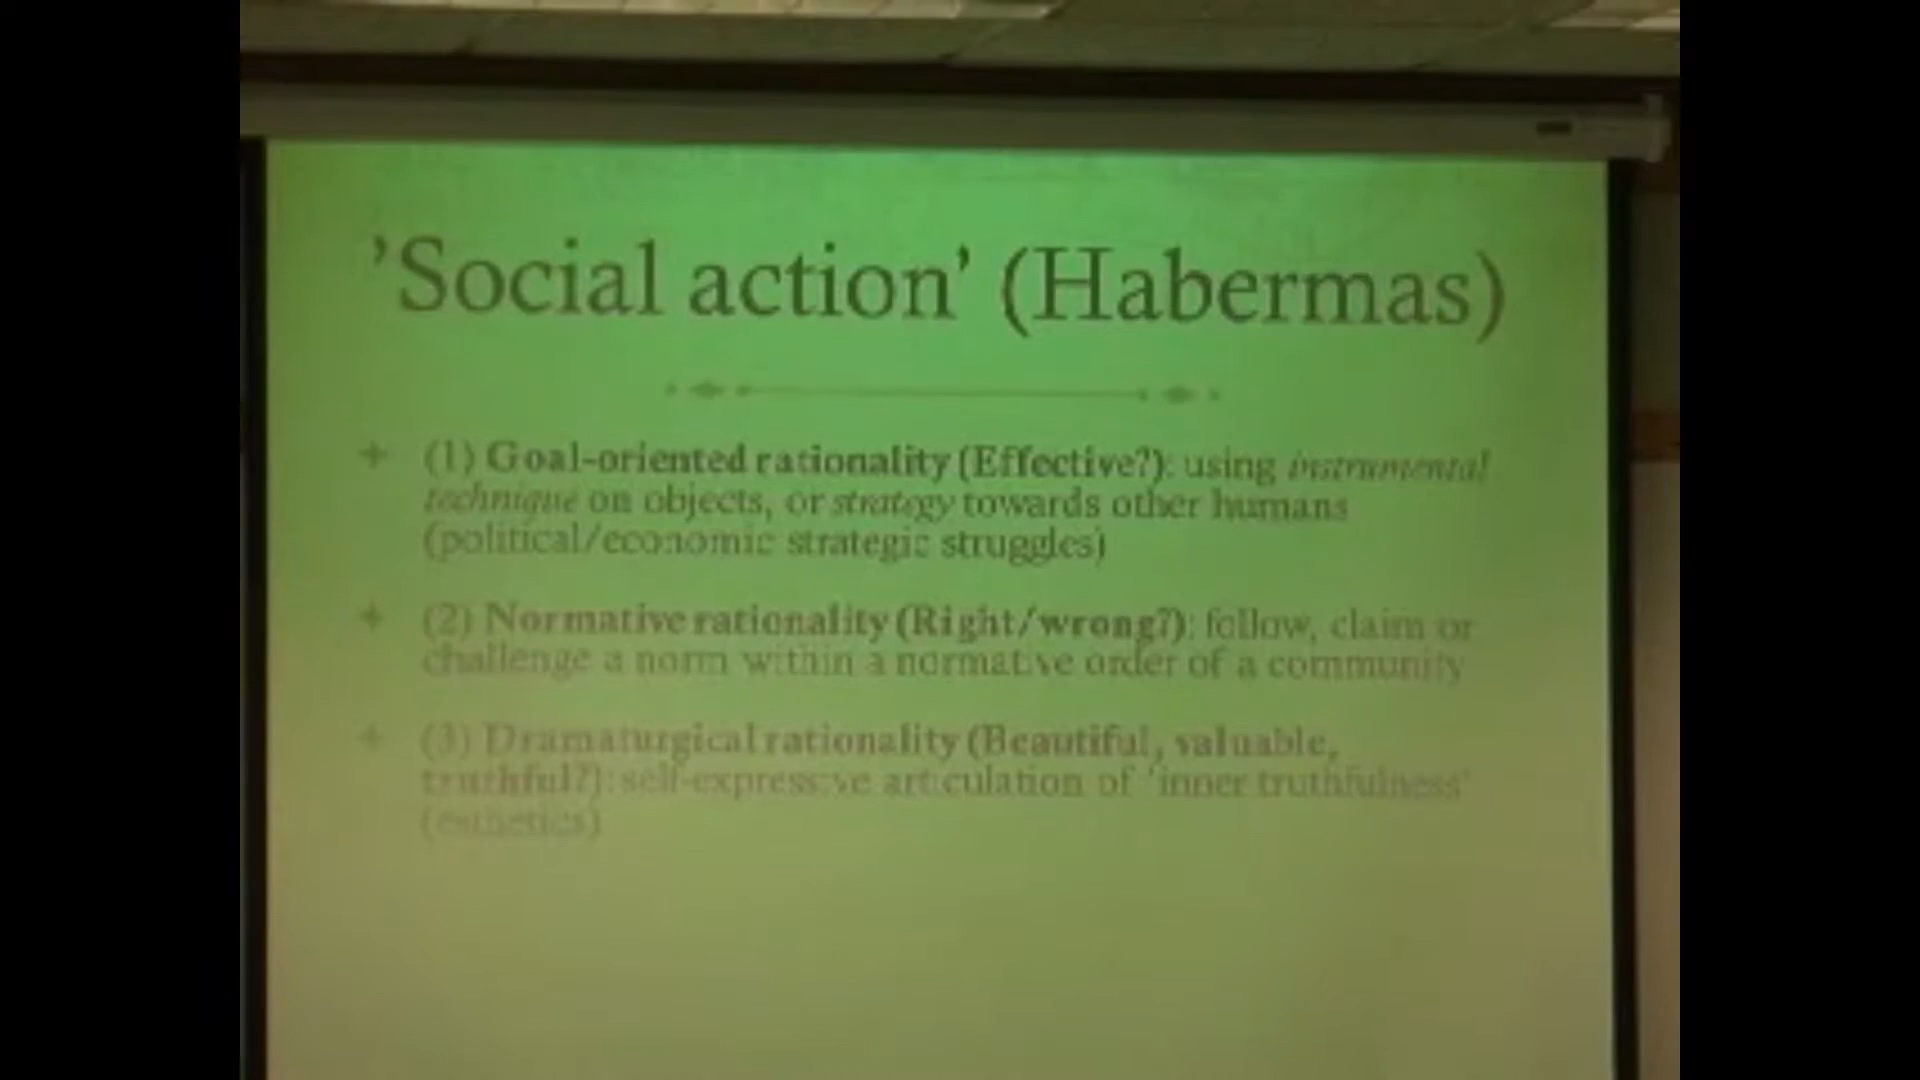 ’Social action’ (Habermas)
(1) Goal-oriented rationality (Effective?): using instrumental
technique on objects, or strategy towards other humans
(political/economic strategic struggles)
(2) Normative rationality (Right/wrong?): follow, claim or
challenge a norm within a normative order of a community
(3) Dramaturgical rationality (Beautiful, valuable,
truthful?): self-expressive articulation of ’inner truthfulness’
(esthetics)